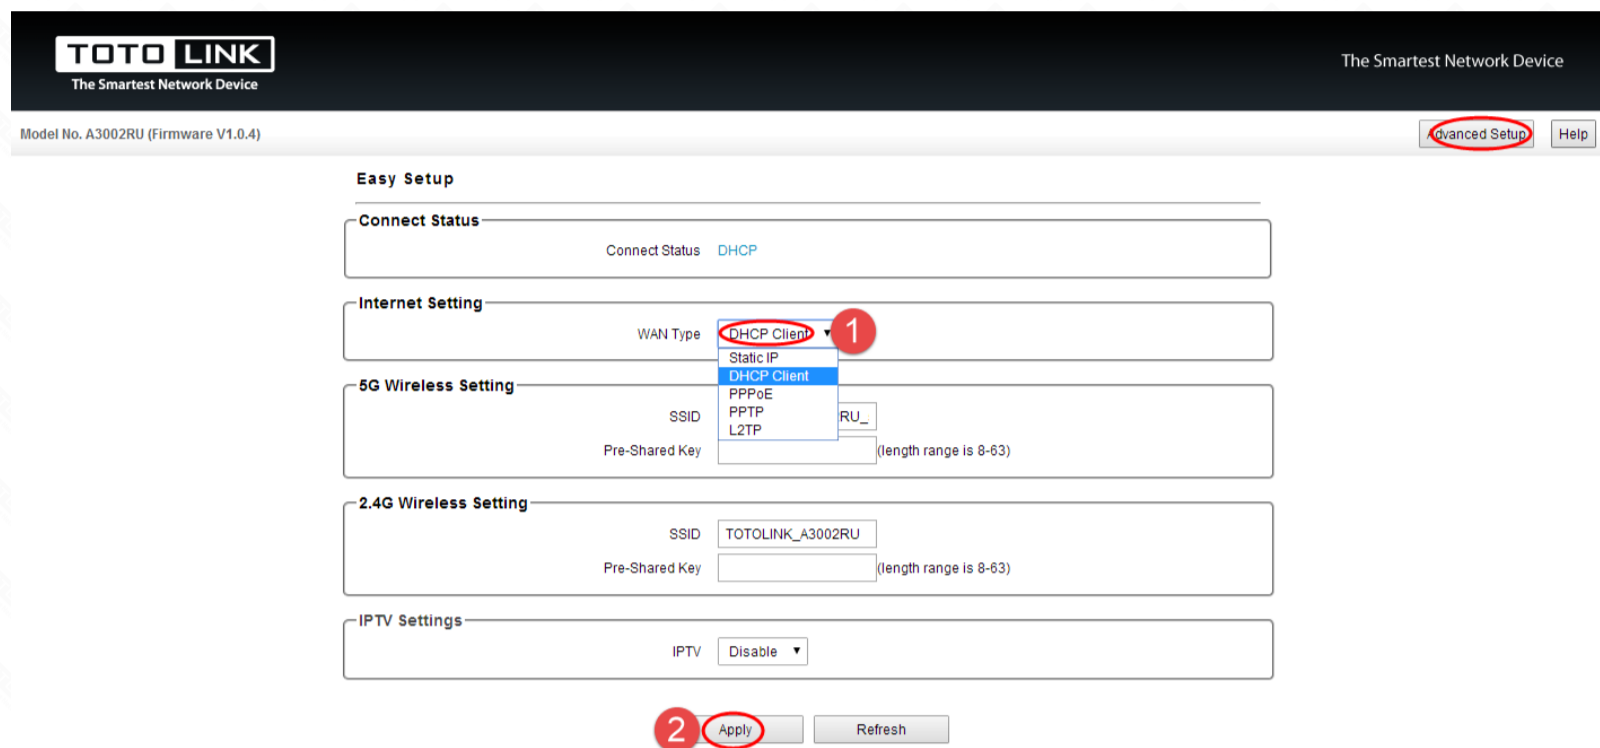 TOTO LINK
The Smartest Network Device
The Smartest Network Device
Model No. A3002RU (Firmware V1.0.4)
Advanced Setup
Help
Easy Setup
Connect Status
Connect Status DHCP
Internet Setting
WAN Type DHCP Client 1
Static IP
DHCP Client
PPPoE
PPTP
L2TP
5G Wireless Setting
SSID RU_
Pre-Shared Key (length range is 8-63)
2.4G Wireless Setting
SSID TOTOLINK_A3002RU
Pre-Shared Key (length range is 8-63)
IPTV Settings
IPTV Disable
2 Apply Refresh